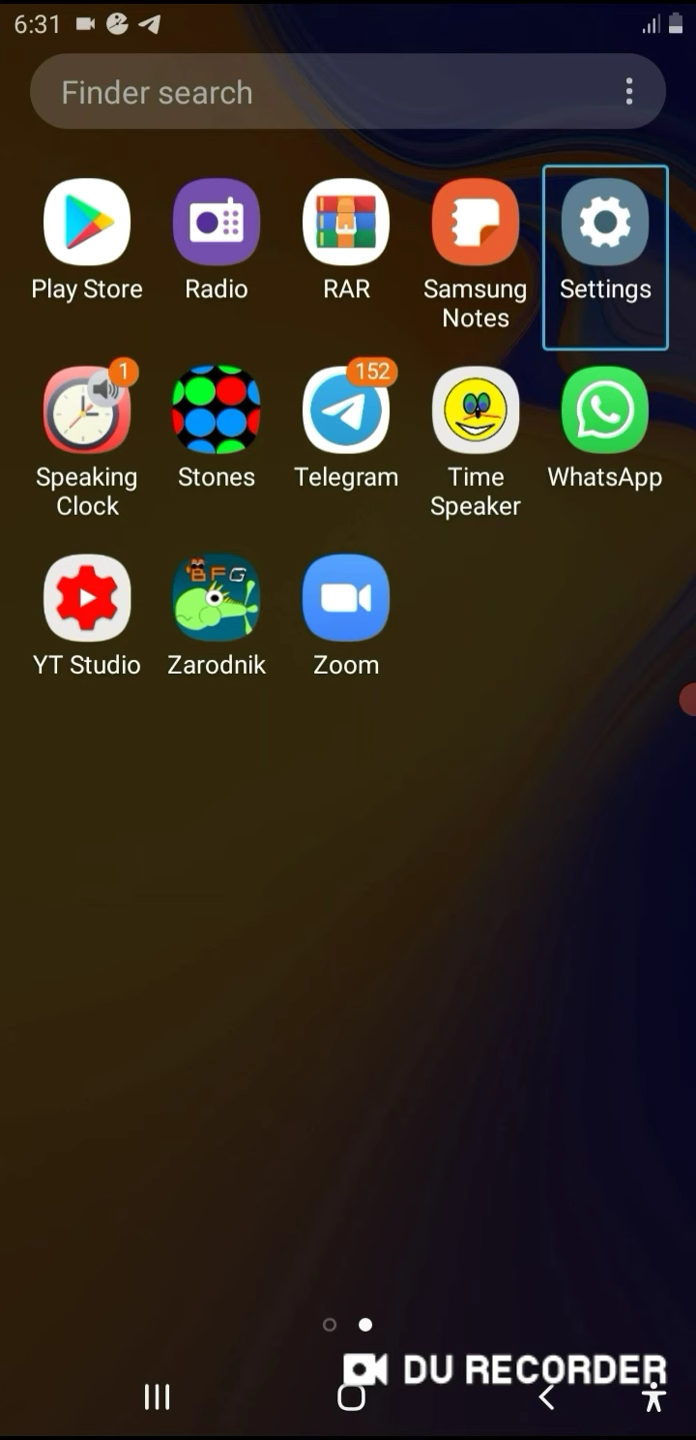 6:31
Finder search
Play Store
Radio
RAR
Samsung
Notes
Settings
1
152
Speaking
Clock
Stones
Telegram
Time
Speaker
WhatsApp
BFG
YT Studio
Zarodnik
Zoom
DU RECORDER